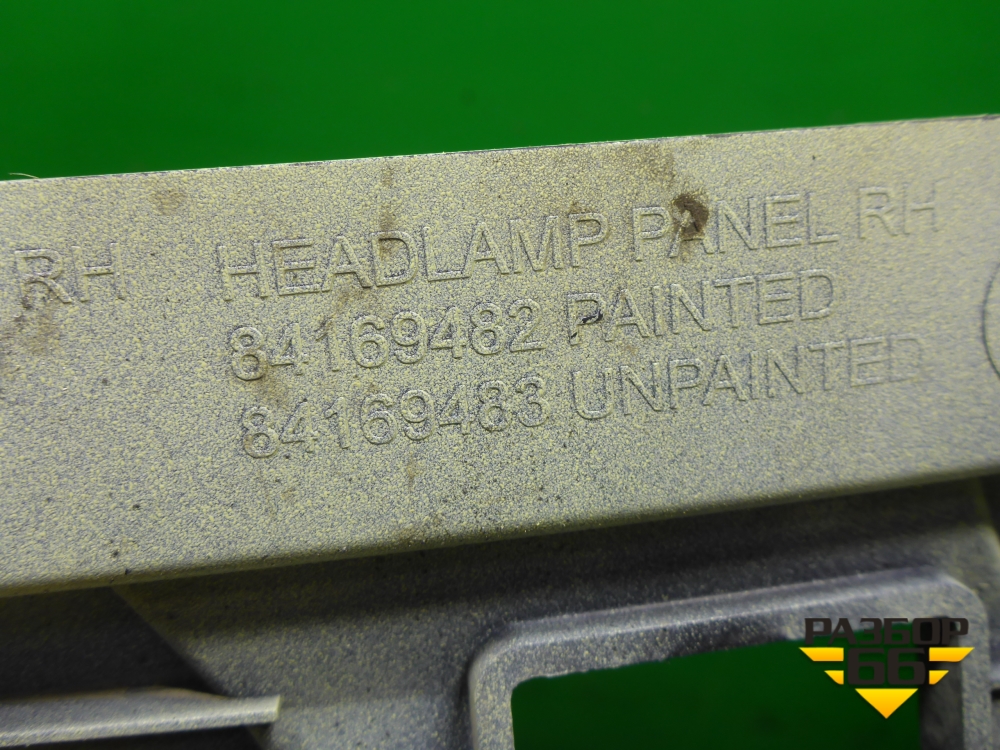 RH HEADLAMP PANEL RH
84169482 PAINTED
84169483 UNPAINTED
РАЗБОР
66